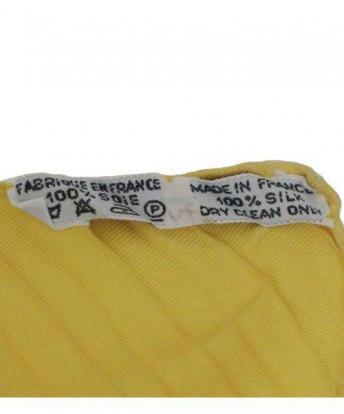 FABRIQUE EN FRANCE
100% SOIE
P
MADE IN FRANCE
100% SILK
DRY CLEAN ONLY